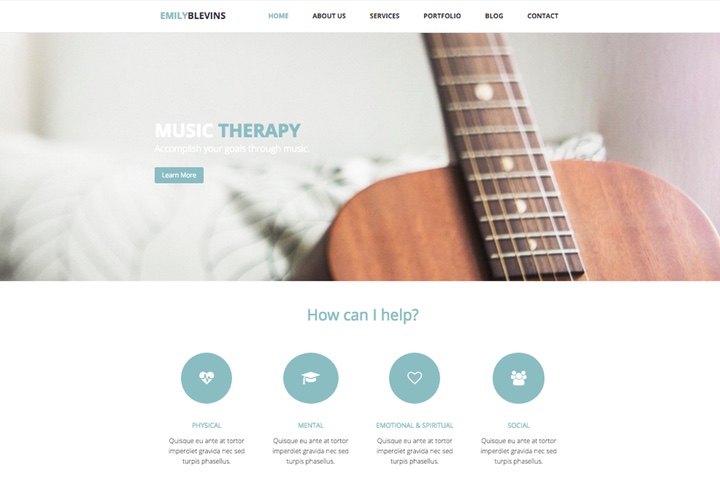 EMILYBLEVINS
HOME ABOUT US SERVICES PORTFOLIO BLOG CONTACT
MUSIC THERAPY
Accomplish your goals through music.
Learn More
How can I help?
PHYSICAL
Quisque eu ante at tortor
imperdiet gravida nec sed
turpis phasellus.
MENTAL
Quisque eu ante at tortor
imperdiet gravida nec sed
turpis phasellus.
EMOTIONAL & SPIRITUAL
Quisque eu ante at tortor
imperdiet gravida nec sed
turpis phasellus.
SOCIAL
Quisque eu ante at tortor
imperdiet gravida nec sed
turpis phasellus.